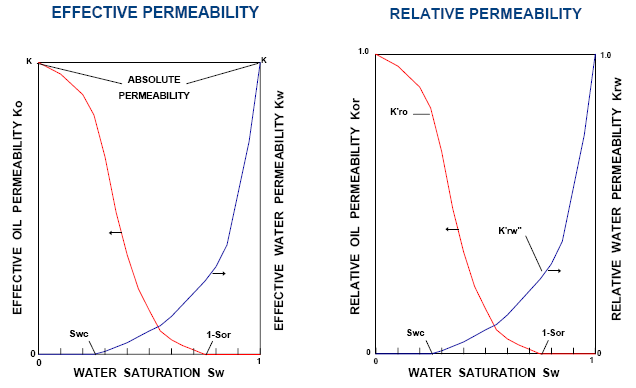 EFFECTIVE PERMEABILITY
K
K
ABSOLUTE
PERMEABILITY
EFFECTIVE OIL PERMEABILITY Ko
EFFECTIVE WATER PERMEABILITY Kw
Swc
1-Sor
0
0
0
1
WATER SATURATION Sw
RELATIVE PERMEABILITY
1.0
1.0
K'ro
RELATIVE OIL PERMEABILITY Kor
RELATIVE WATER PERMEABILITY Krw
K'rw"
Swc
1-Sor
0
0
0
1
WATER SATURATION Sw